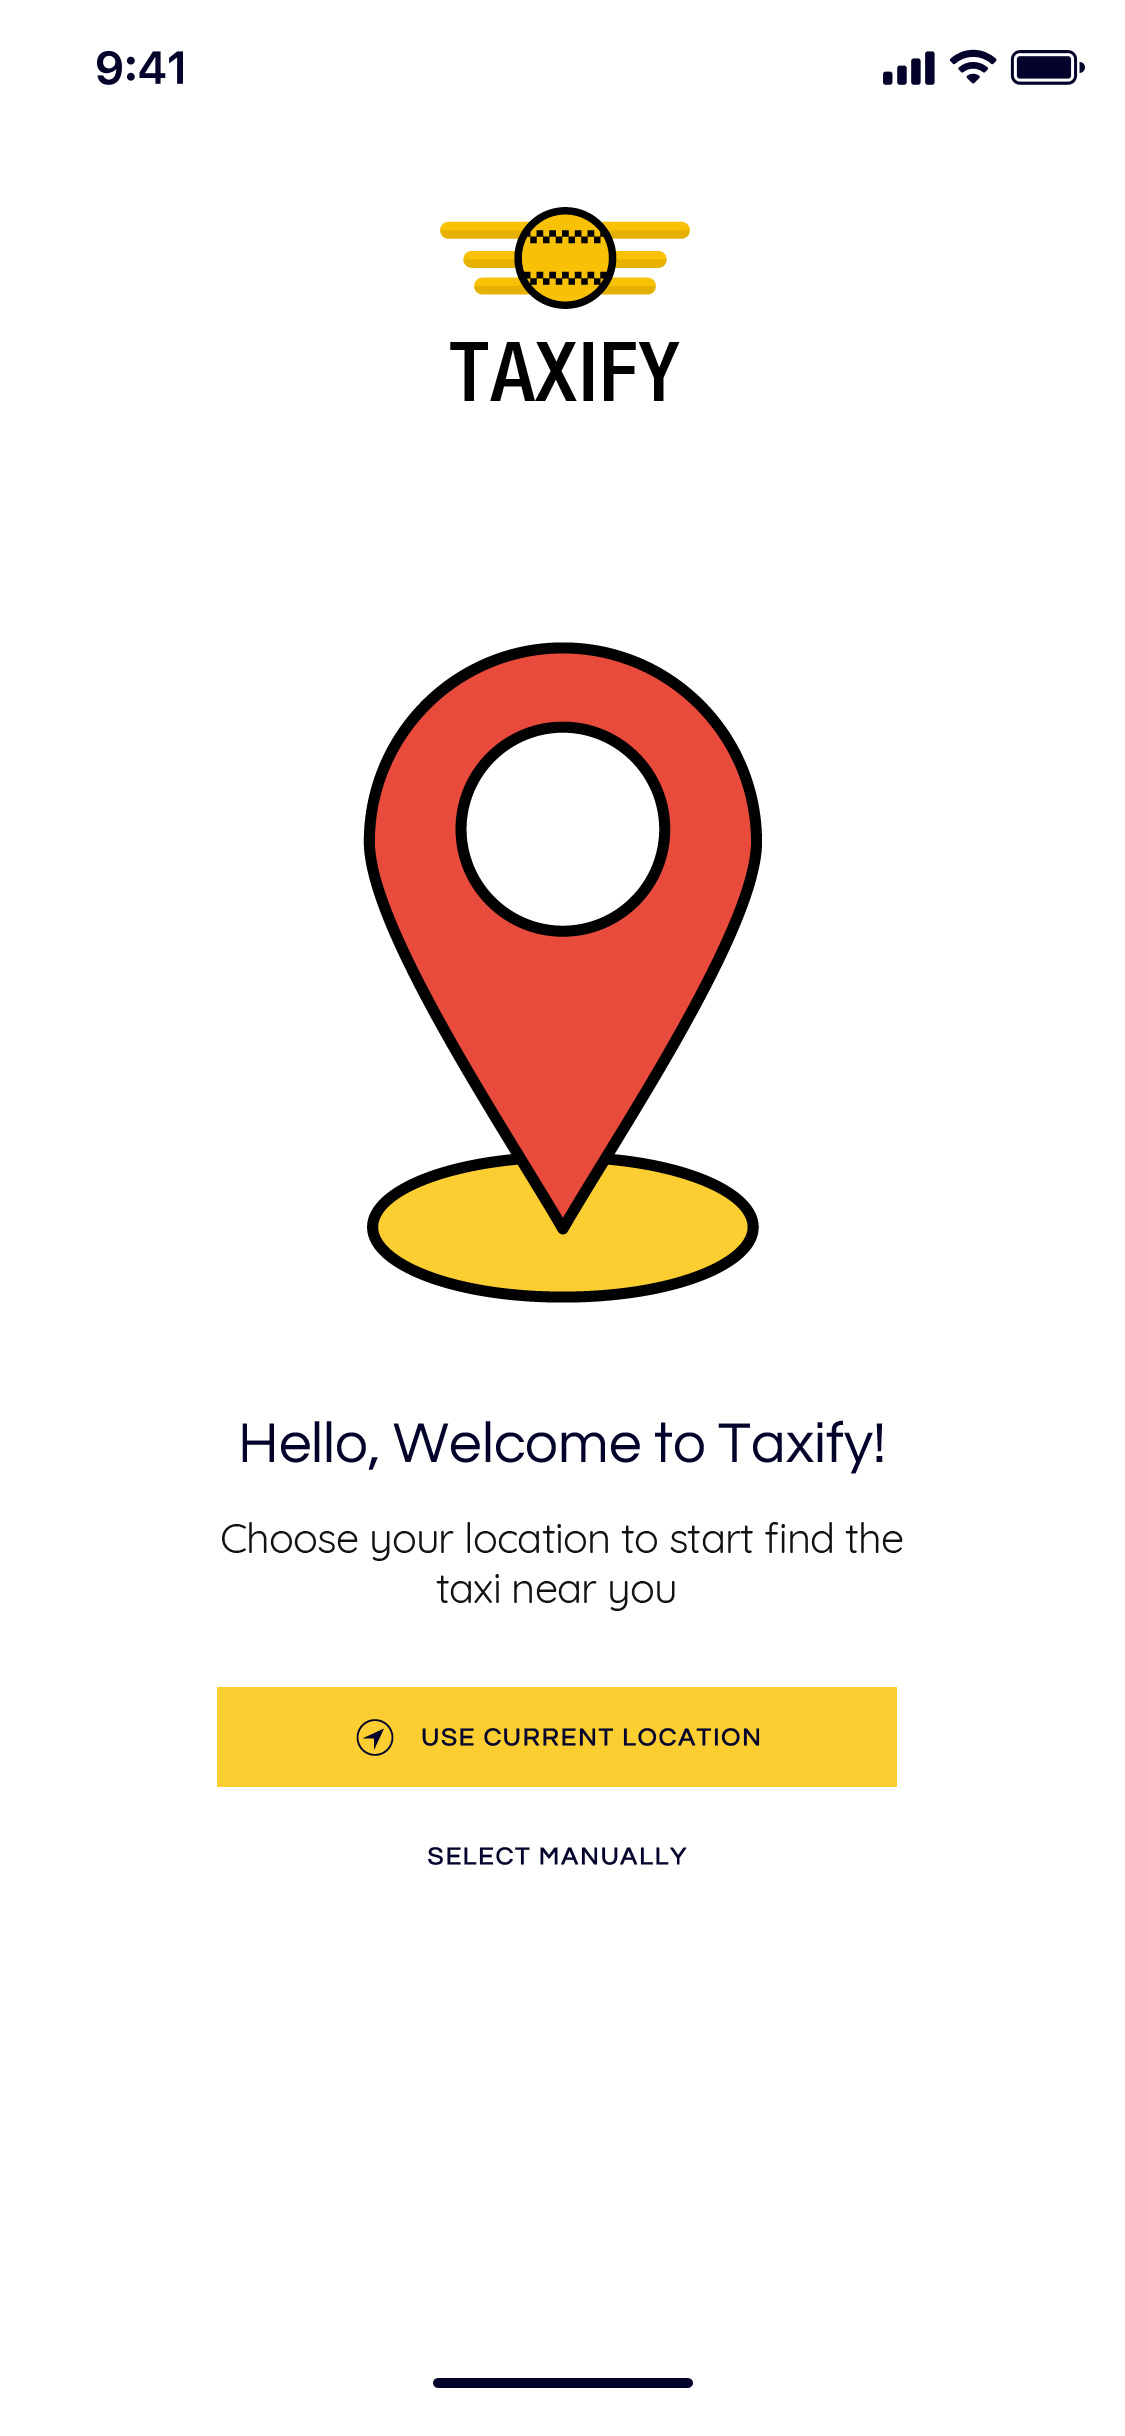 9:41
TAXIFY
Hello, Welcome to Taxify!
Choose your location to start find the
taxi near you
USE CURRENT LOCATION
SELECT MANUALLY